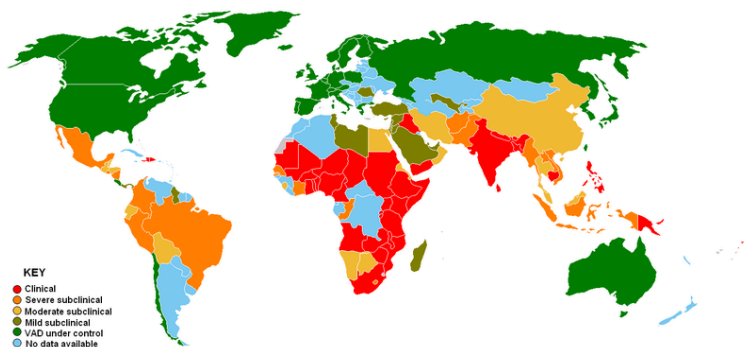 KEY
Clinical
Severe subclinical
Moderate subclinical
Mild subclinical
VAD under control
No data available